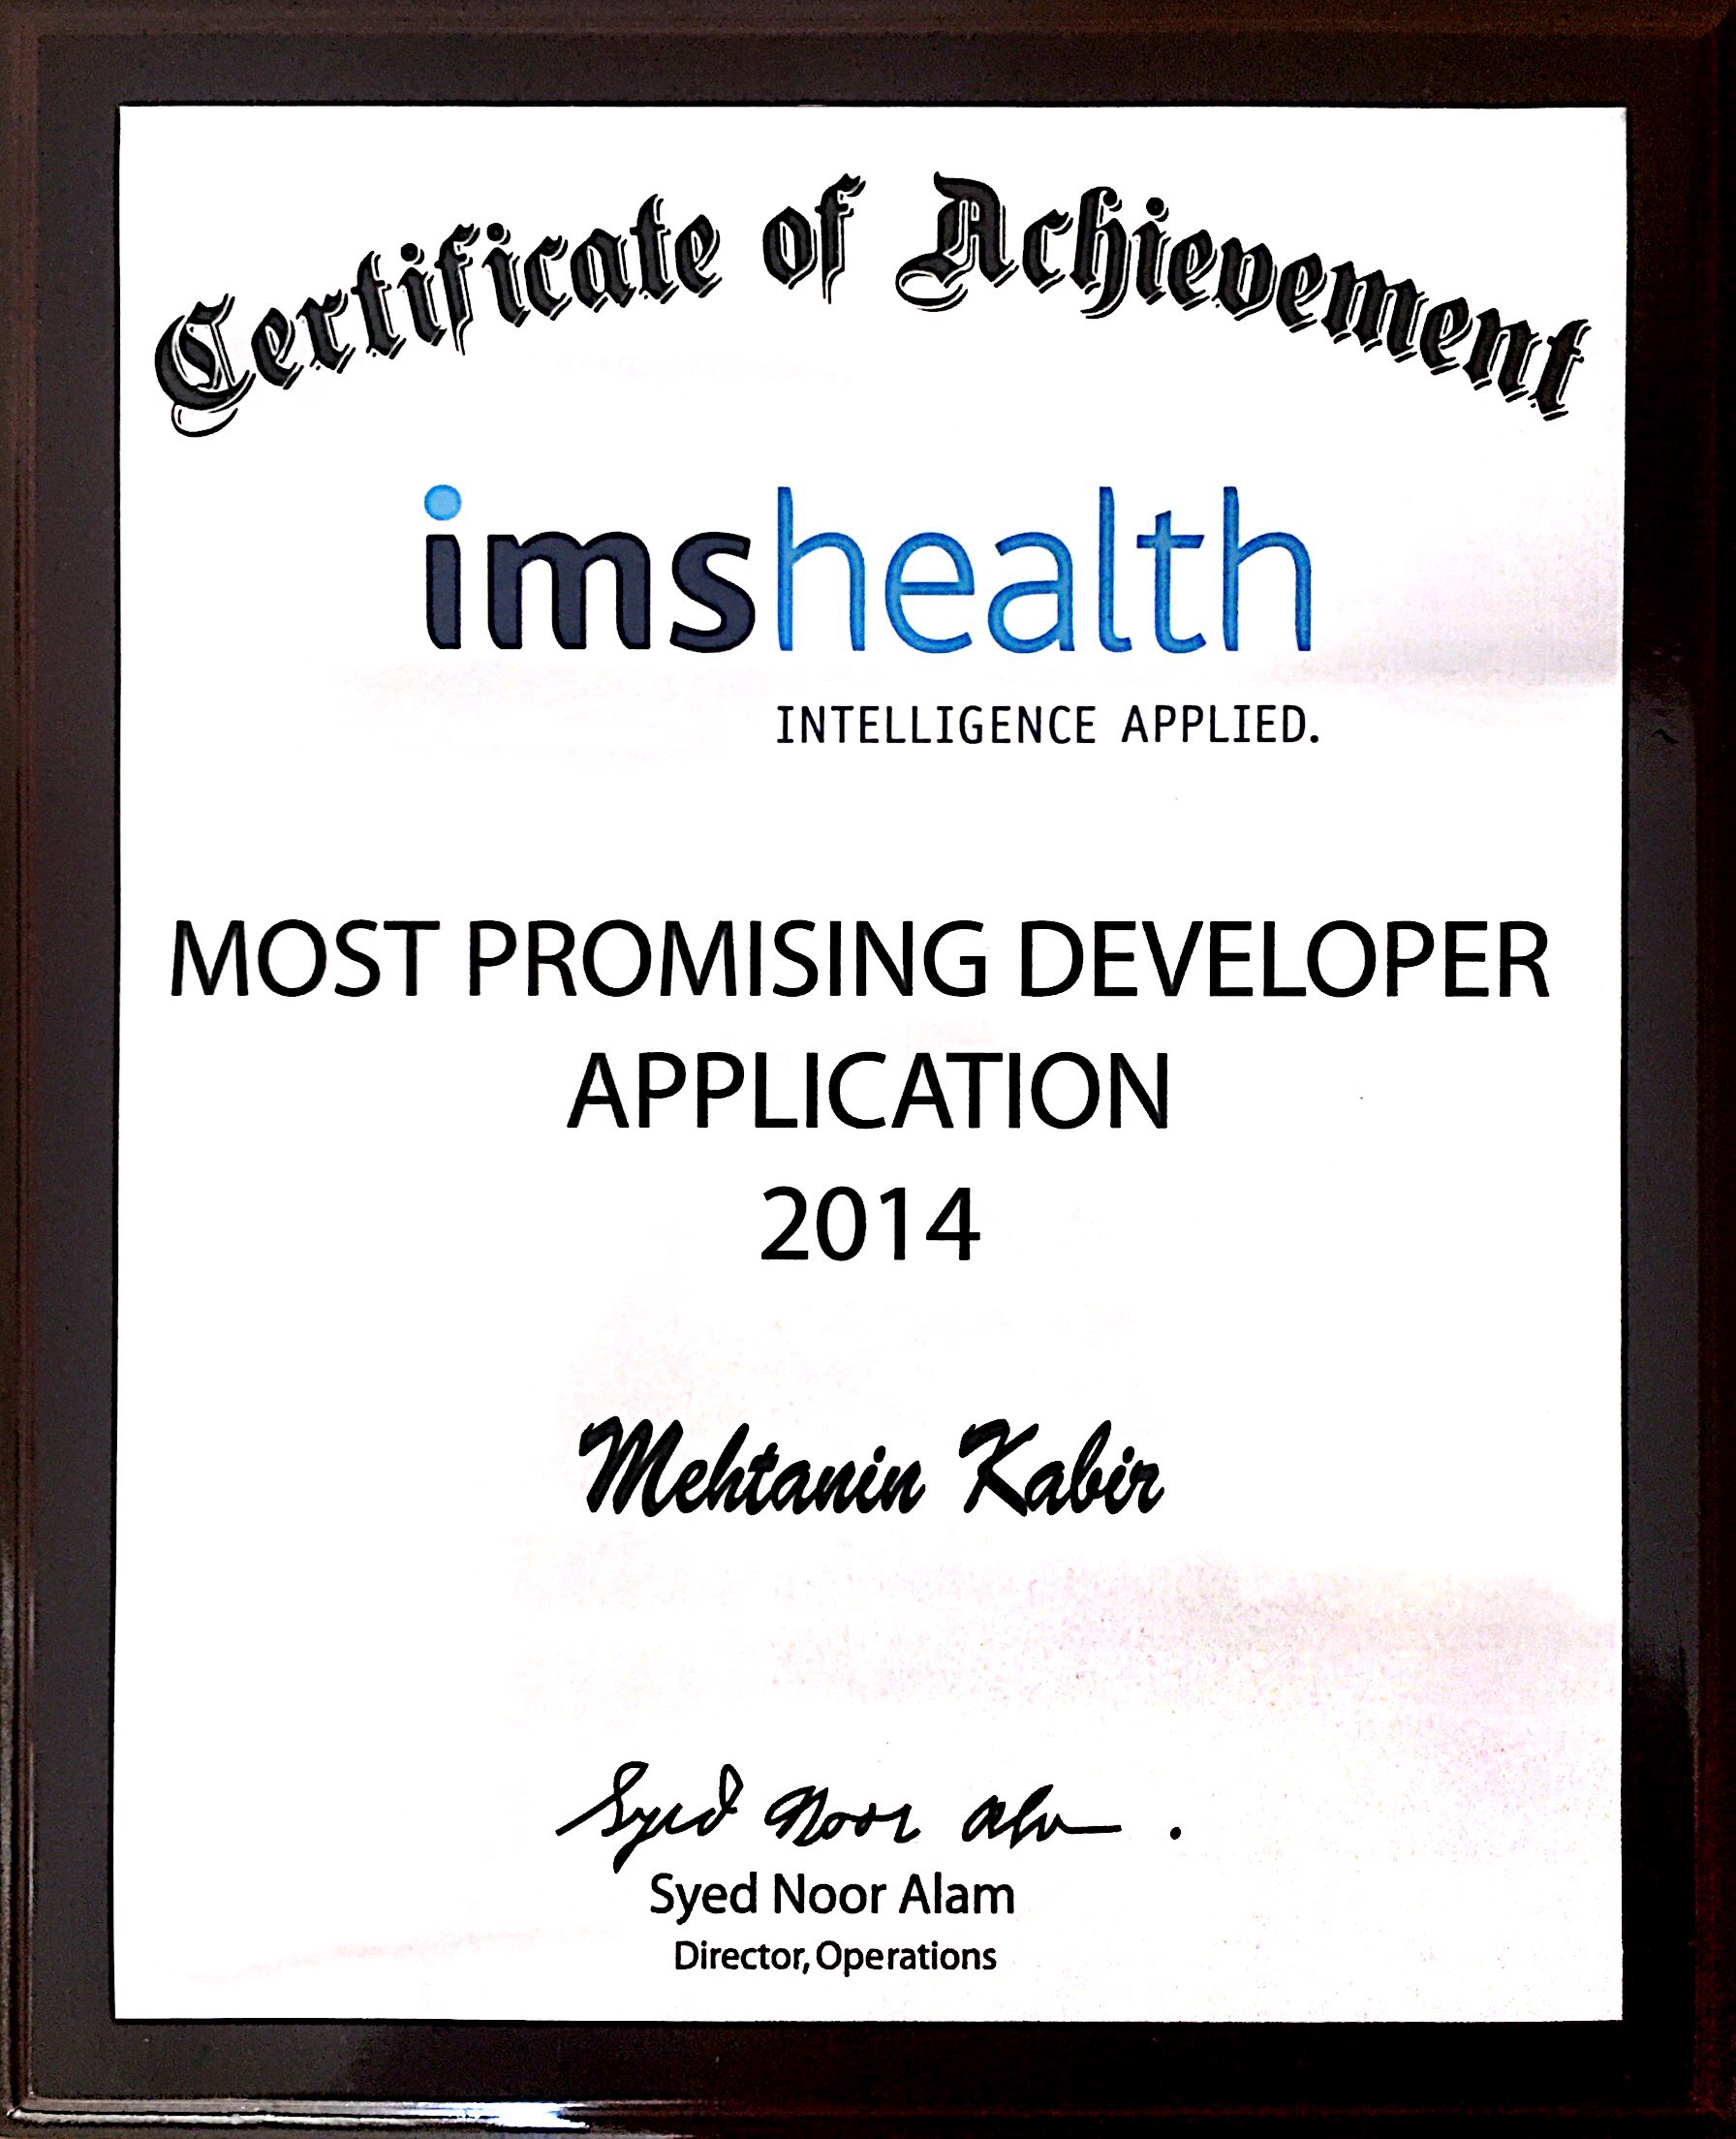 Certificate of Achievement
imshealth
INTELLIGENCE APPLIED.
MOST PROMISING DEVELOPER
APPLICATION
2014
Mehtanin Kabir
Syed Noor Alam .
Syed Noor Alam
Director, Operations